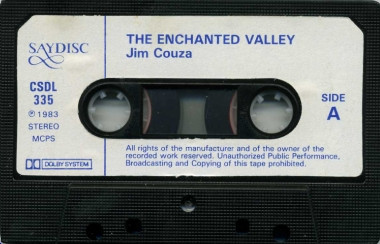 SAYDISC
THE ENCHANTED VALLEY
Jim Couza
CSDL
335
℗ 1983
STEREO
MCPS
SIDE
A
DOLBY SYSTEM
All rights of the manufacturer and of the owner of the
recorded work reserved. Unauthorized Public Performance,
Broadcasting and Copying of this tape prohibited.